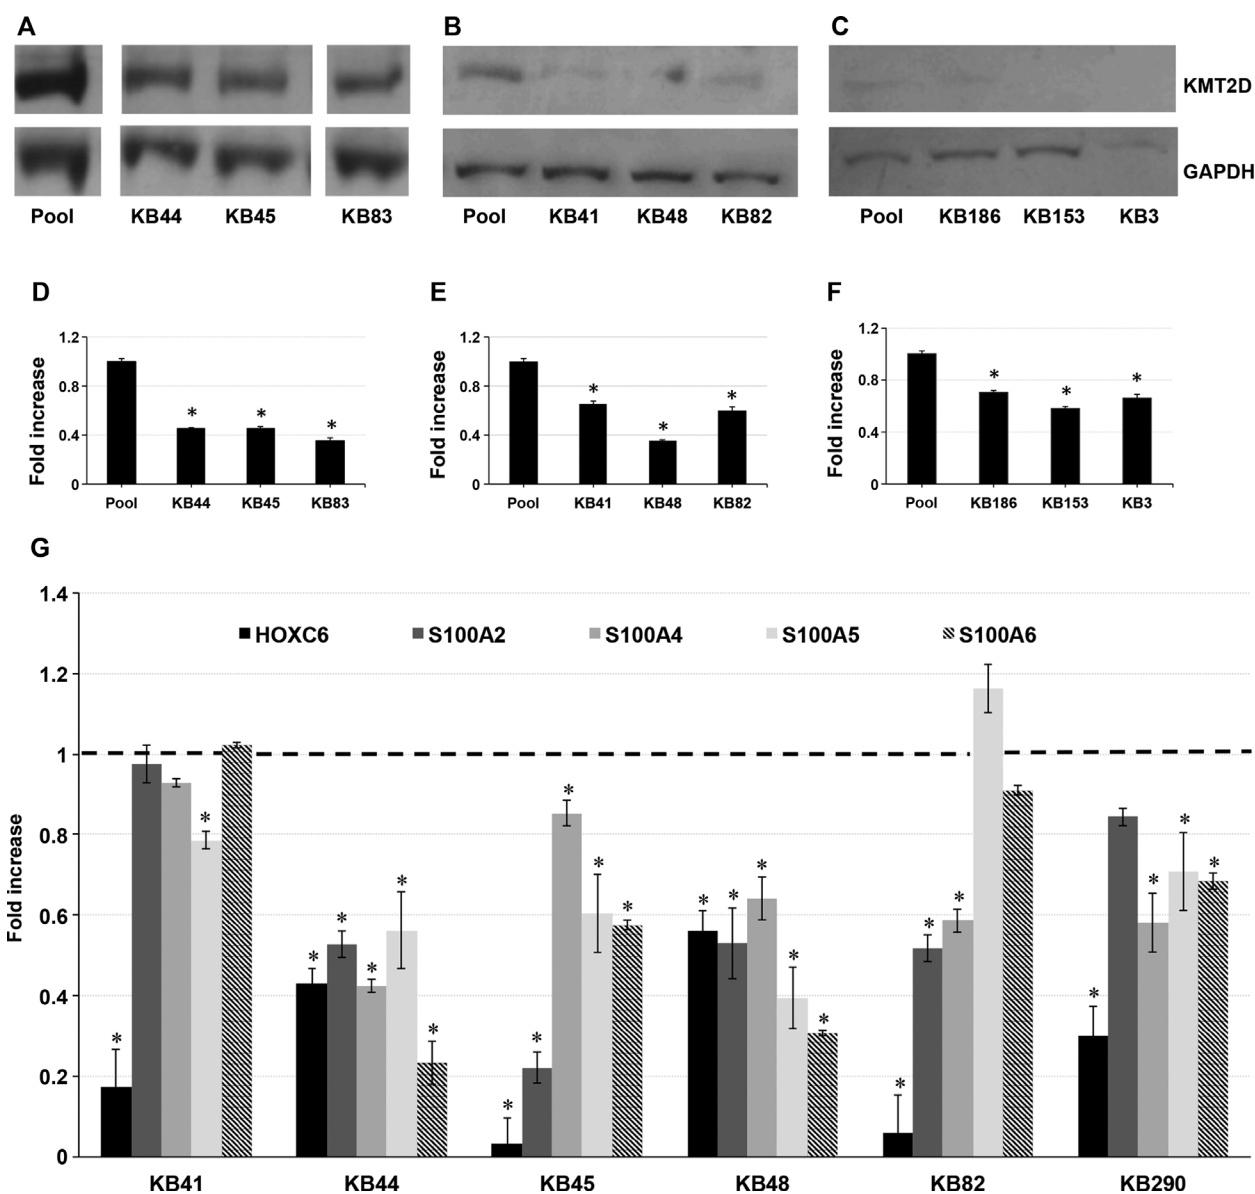 A B C
KMT2D
GAPDH
Pool KB44 KB45 KB83 Pool KB41 KB48 KB82 Pool KB186 KB153 KB3
D
Fold increase
1.2
0.8
0.4
0
* * *
Pool KB44 KB45 KB83
E
Fold increase
1.2
0.8
0.4
0
* * *
Pool KB41 KB48 KB82
F
Fold increase
1.2
0.8
0.4
0
* * *
Pool KB186 KB153 KB3
G
Fold increase
1.4
1.2
1
0.8
0.6
0.4
0.2
0
HOXC6 S100A2 S100A4 S100A5 S100A6
* *
* * * * *
* * * * *
* * * * *
* * *
* * * *
KB41 KB44 KB45 KB48 KB82 KB290